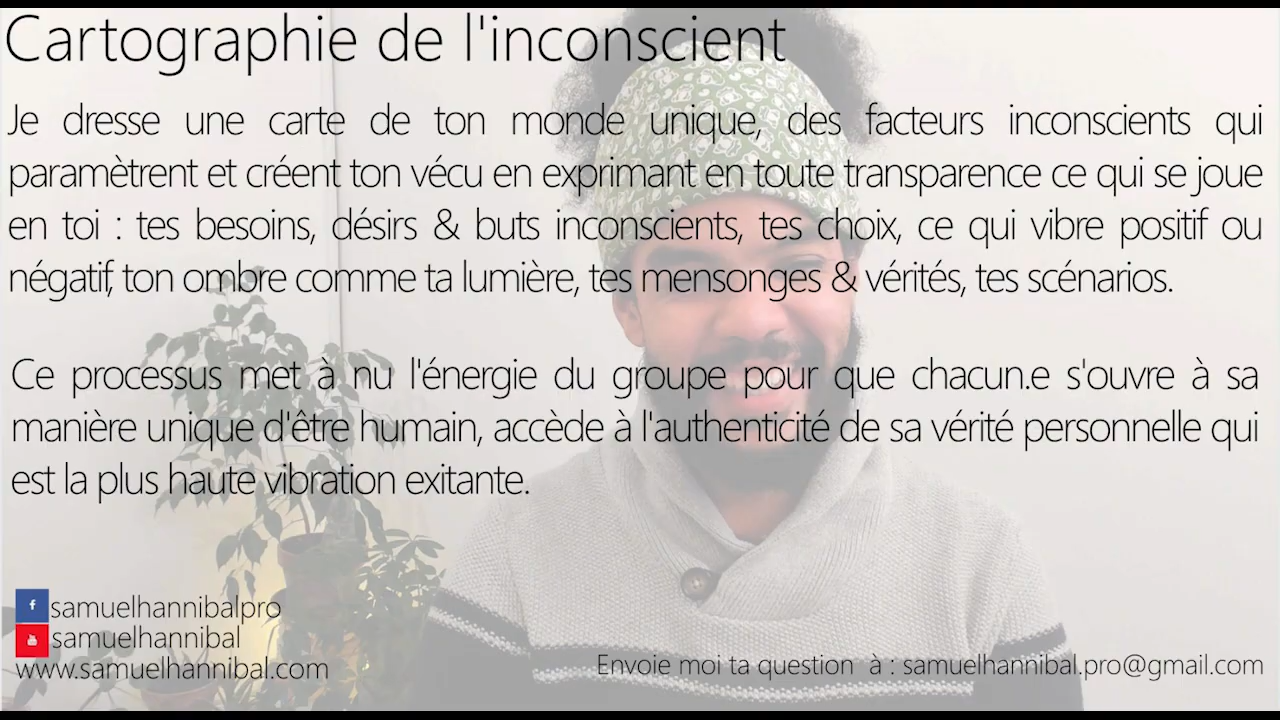 Cartographie de l'inconscient
Je dresse une carte de ton monde unique, des facteurs inconscients qui
paramètrent et créent ton vécu en exprimant en toute transparence ce qui se joue
en toi : tes besoins, désirs & buts inconscients, tes choix, ce qui vibre positif ou
négatif, ton ombre comme ta lumière, tes mensonges & vérités, tes scénarios.
Ce processus met à nu l'énergie du groupe pour que chacun.e s'ouvre à sa
manière unique d'être humain, accède à l'authenticité de sa vérité personnelle qui
est la plus haute vibration exitante.
samuelhannibalpro
samuelhannibal
www.samuelhannibal.com
Envoie moi ta question à : samuelhannibal.pro@gmail.com